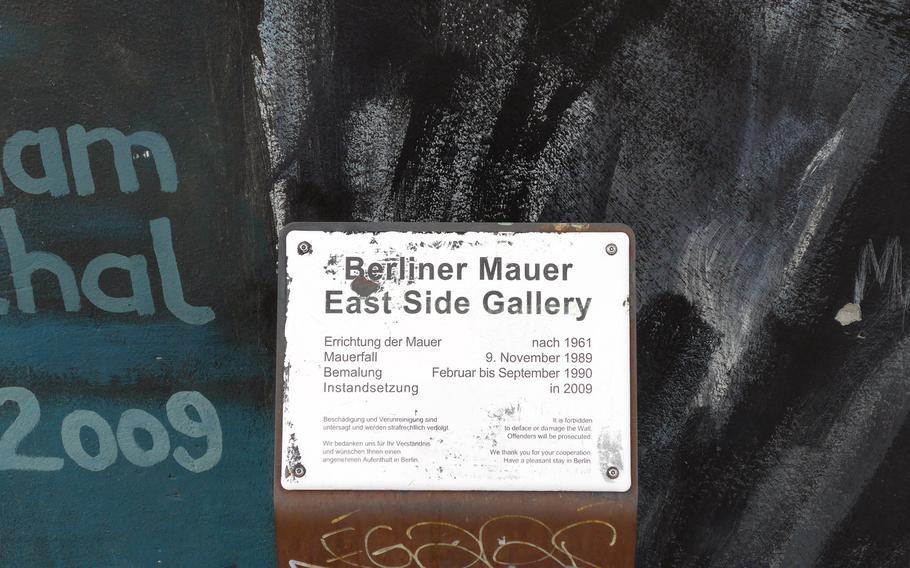 am
hal
2009
Berliner Mauer
East Side Gallery
Errichtung der Mauer nach 1961
Mauerfall 9. November 1989
Bemalung Februar bis September 1990
Instandsetzung in 2009
Beschädigung und Verunreinigung sind
untersagt und werden strafrechtlich verfolgt.
Wir bedanken uns für Ihr Verständnis
und wünschen Ihnen einen
angenehmen Aufenthalt in Berlin.
It is forbidden
to deface or damage the Wall.
Offenders will be prosecuted.
We thank you for your cooperation.
Have a pleasant stay in Berlin.